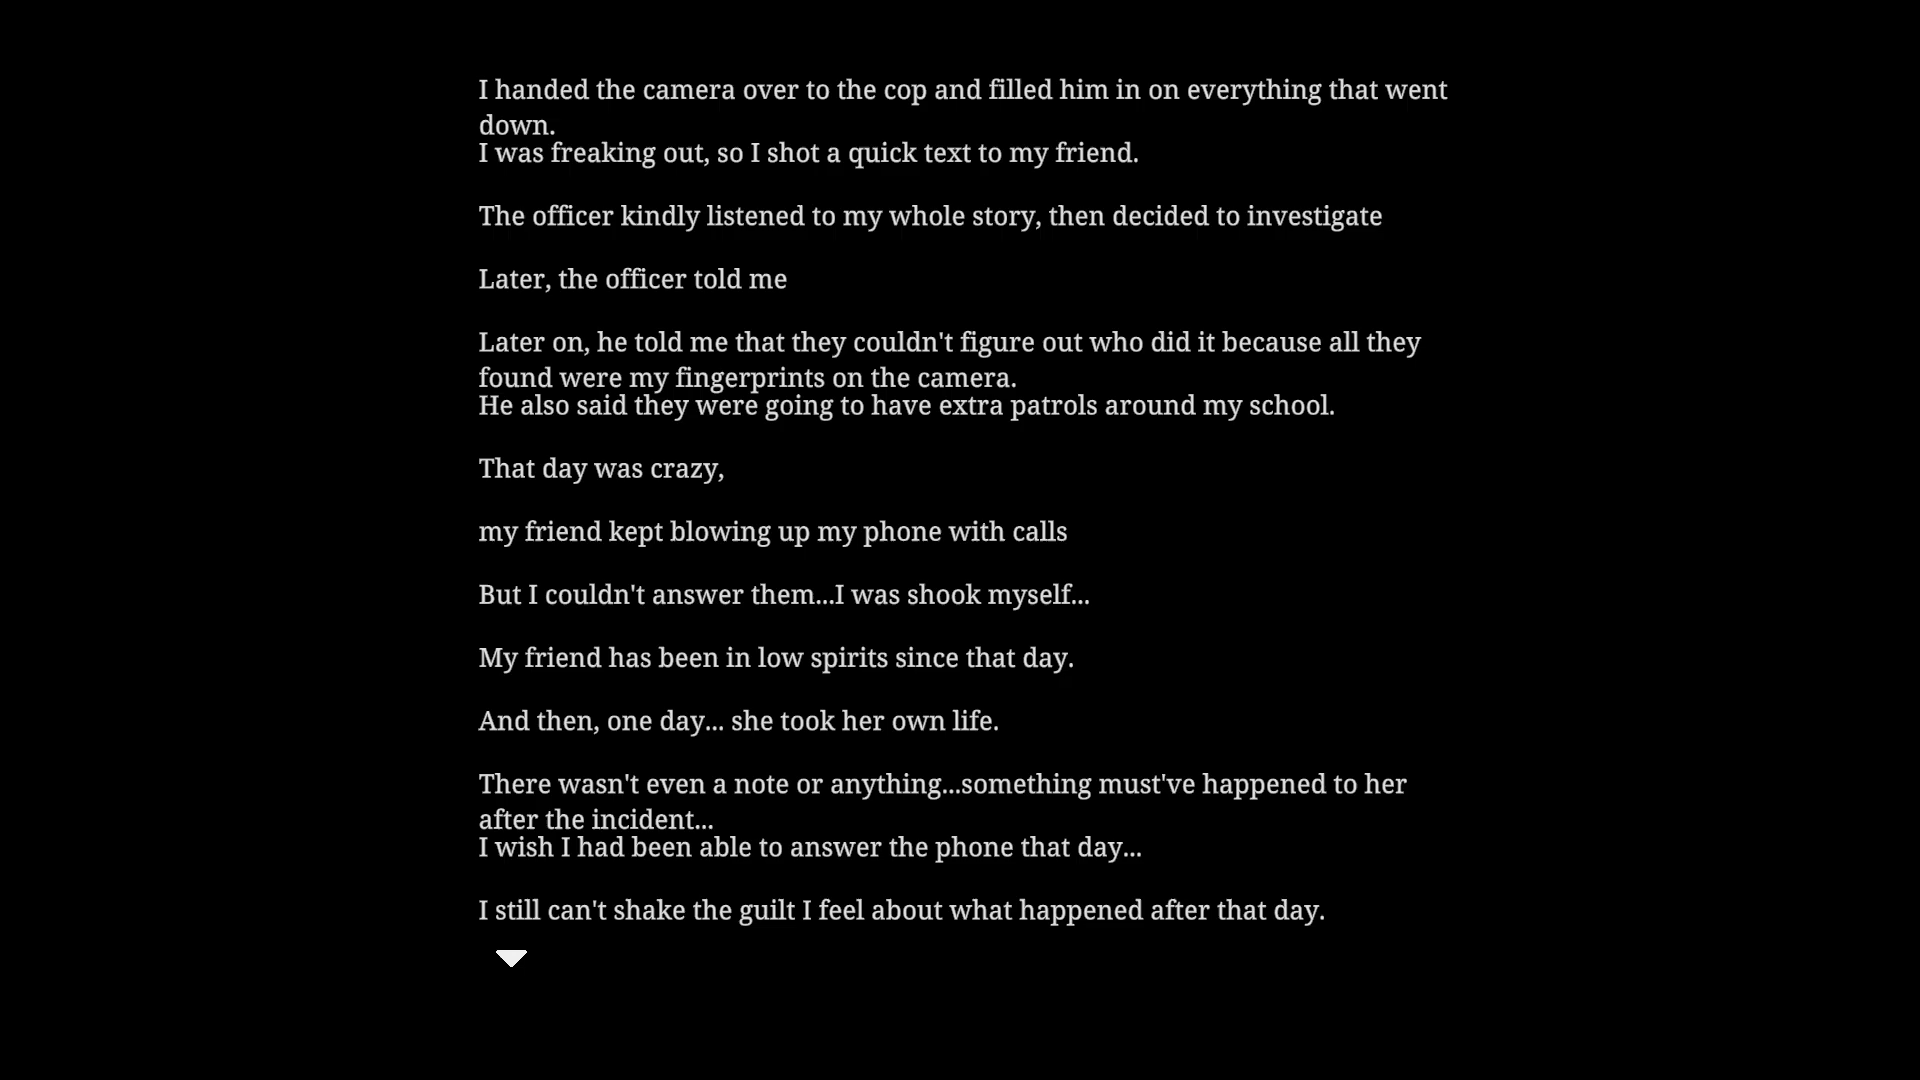 I handed the camera over to the cop and filled him in on everything that went
down.
I was freaking out, so I shot a quick text to my friend.
The officer kindly listened to my whole story, then decided to investigate
Later, the officer told me
Later on, he told me that they couldn't figure out who did it because all they
found were my fingerprints on the camera.
He also said they were going to have extra patrols around my school.
That day was crazy,
my friend kept blowing up my phone with calls
But I couldn't answer them...I was shook myself...
My friend has been in low spirits since that day.
And then, one day... she took her own life.
There wasn't even a note or anything...something must've happened to her
after the incident...
I wish I had been able to answer the phone that day...
I still can't shake the guilt I feel about what happened after that day.